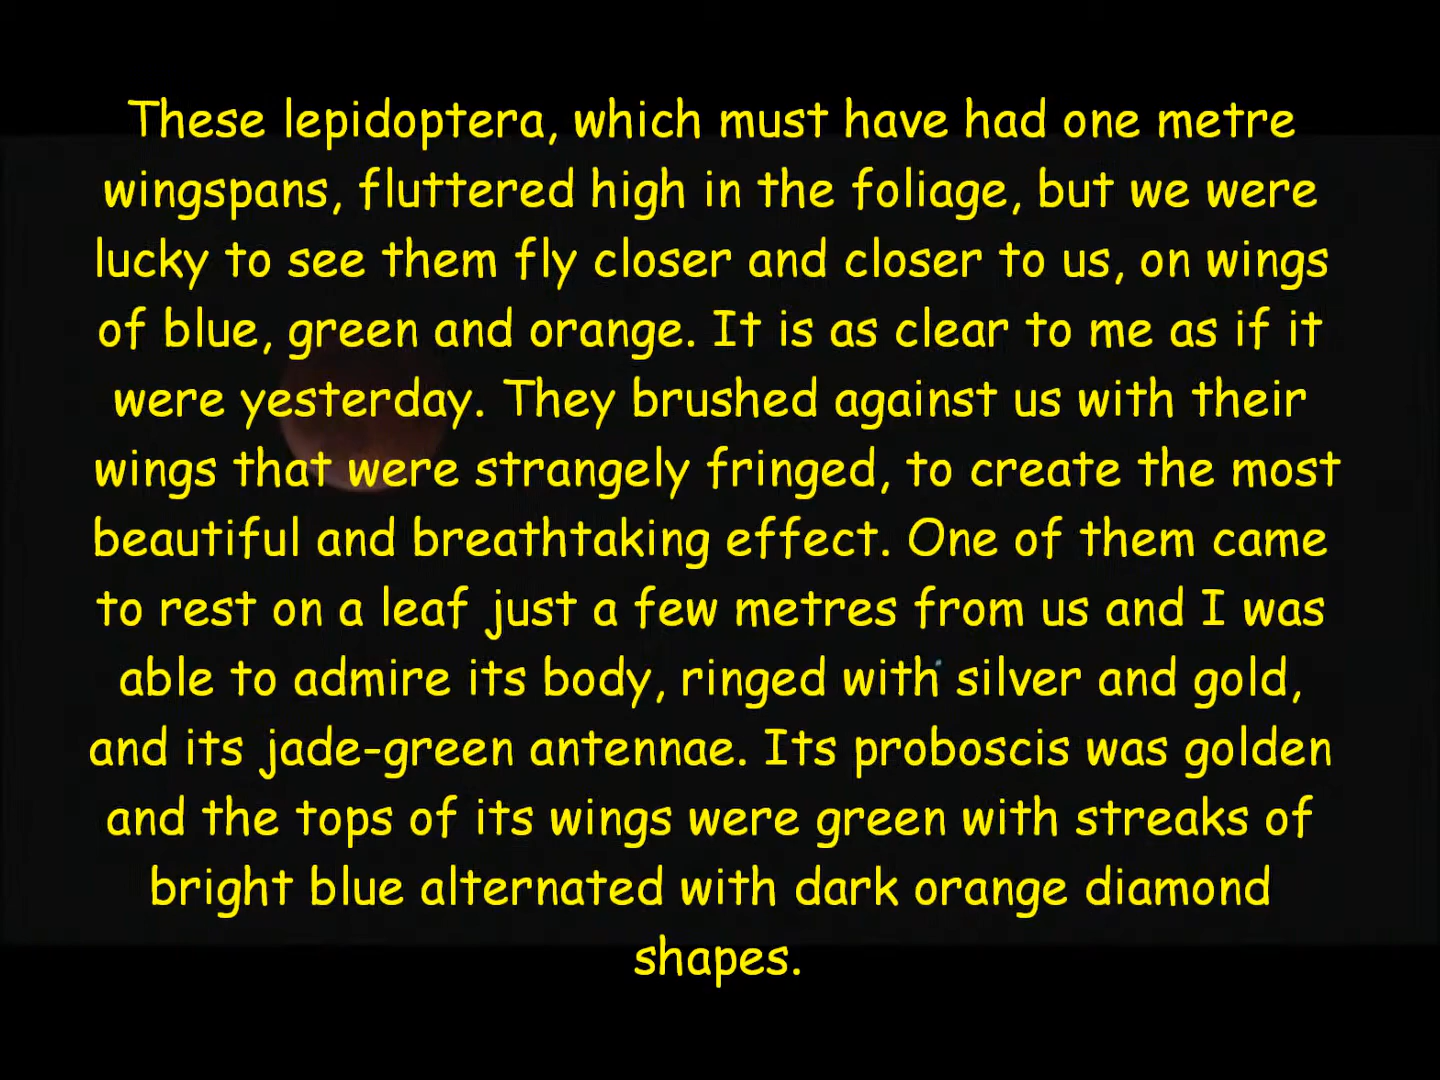 These lepidoptera, which must have had one metre
wingspans, fluttered high in the foliage, but we were
lucky to see them fly closer and closer to us, on wings
of blue, green and orange. It is as clear to me as if it
were yesterday. They brushed against us with their
wings that were strangely fringed, to create the most
beautiful and breathtaking effect. One of them came
to rest on a leaf just a few metres from us and I was
able to admire its body, ringed with silver and gold,
and its jade-green antennae. Its proboscis was golden
and the tops of its wings were green with streaks of
bright blue alternated with dark orange diamond
shapes.